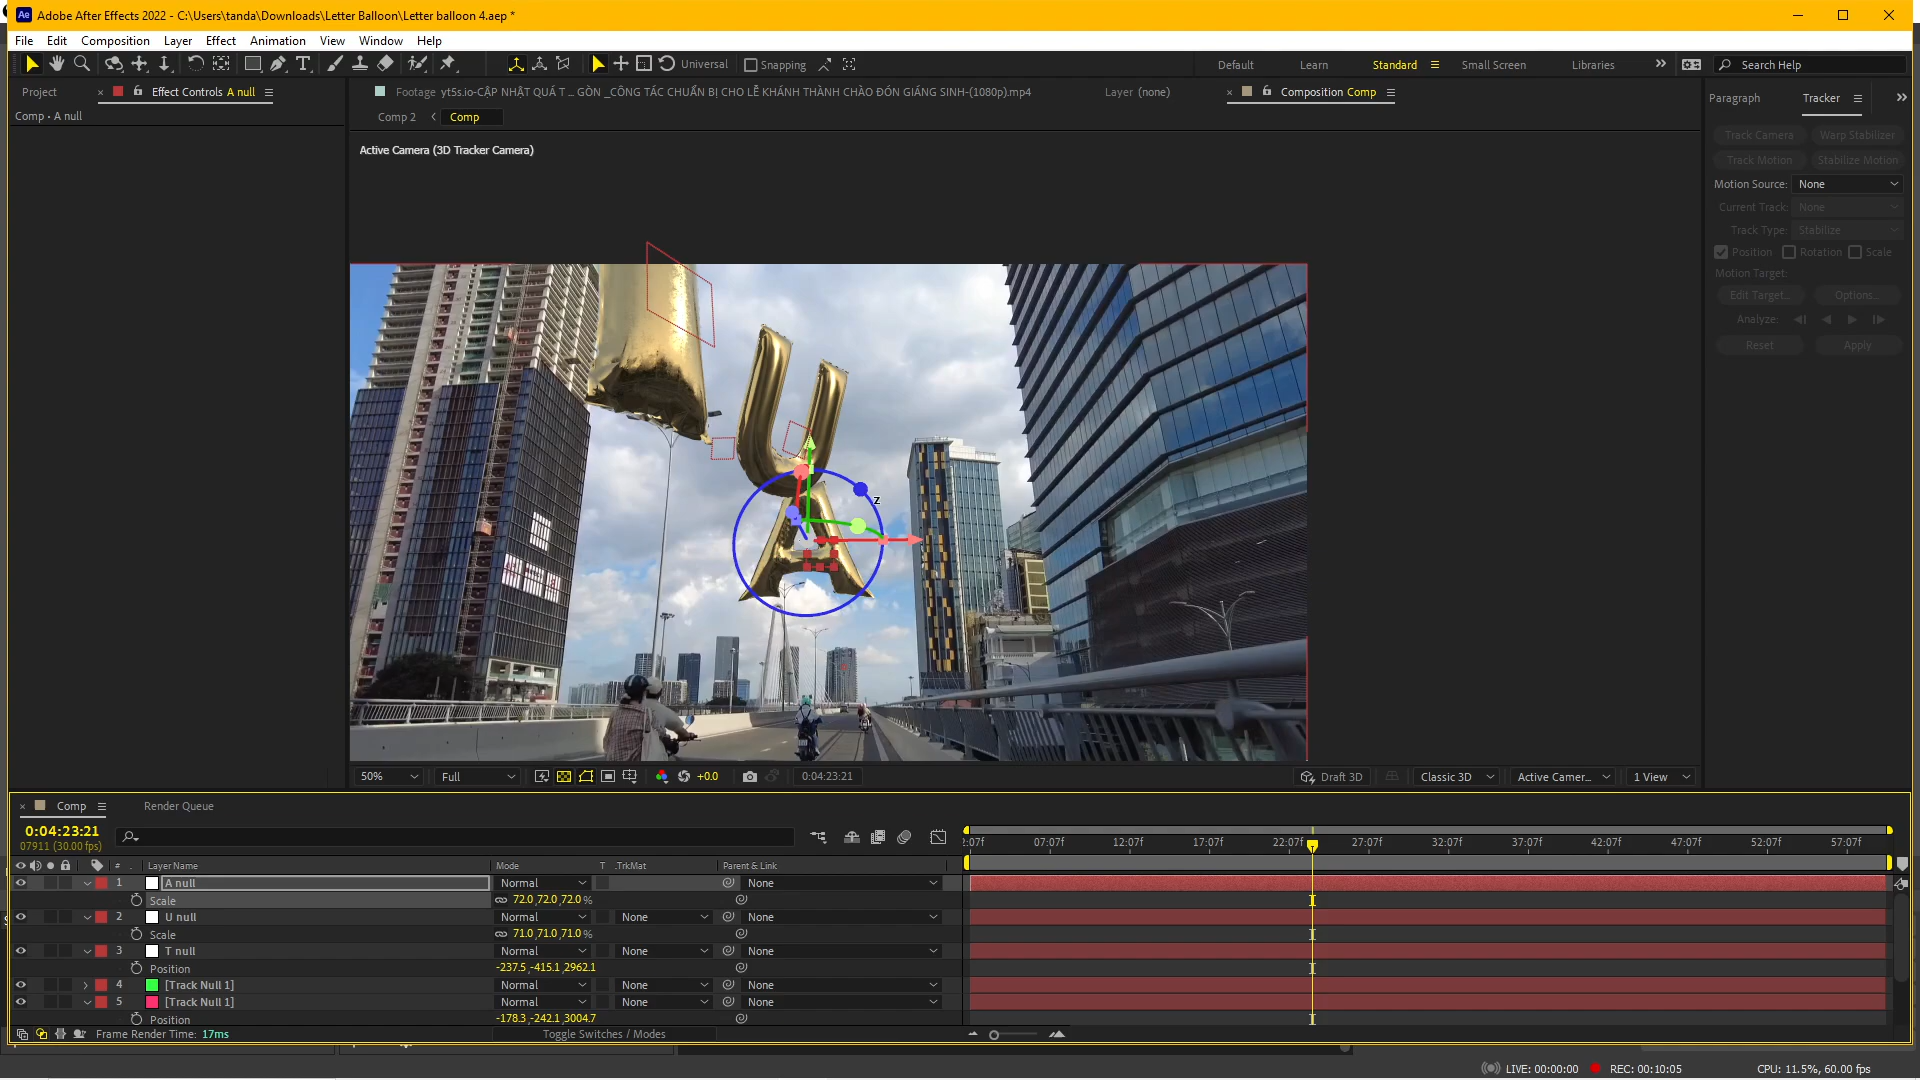 Adobe After Effects 2022 - C:\Users\tanda\Downloads\Letter Balloon\Letter balloon 4.aep *
File Edit Composition Layer Effect Animation View Window Help
Universal Snapping Default Learn Standard Small Screen Libraries Search Help
Project Effect Controls A null Footage yt5s.io-CẬP NHẬT QUÁ T ... GÒN _CÔNG TÁC CHUẨN BỊ CHO LỄ KHÁNH THÀNH CHÀO ĐÓN GIÁNG SINH-(1080p).mp4 Layer (none) Composition Comp Paragraph Tracker
Comp • A null Comp 2 Comp
Active Camera (3D Tracker Camera)
Track Camera Warp Stabilizer
Track Motion Stabilize Motion
Motion Source: None
Current Track: None
Track Type: Stabilize
Position Rotation Scale
Motion Target:
Edit Target... Options...
Analyze:
Reset Apply
U
Z
A
50% Full +0.0 0:04:23:21 Draft 3D Classic 3D Active Camer... 1 View
Comp Render Queue
0:04:23:21
07911 (30.00 fps)
2:07f 07:07f 12:07f 17:07f 22:07f 27:07f 32:07f 37:07f 42:07f 47:07f 52:07f 57:07f
# Layer Name Mode T .TrkMat Parent & Link
1 A null Normal None
Scale 72.0,72.0,72.0%
2 U null Normal None None
Scale 71.0,71.0,71.0%
3 T null Normal None None
Position -237.5,-415.1,2962.1
4 [Track Null 1] Normal None None
5 [Track Null 1] Normal None None
Position -178.3,-242.1,3004.7
Frame Render Time: 17ms Toggle Switches / Modes
LIVE: 00:00:00 REC: 00:10:05 CPU: 11.5%, 60.00 fps